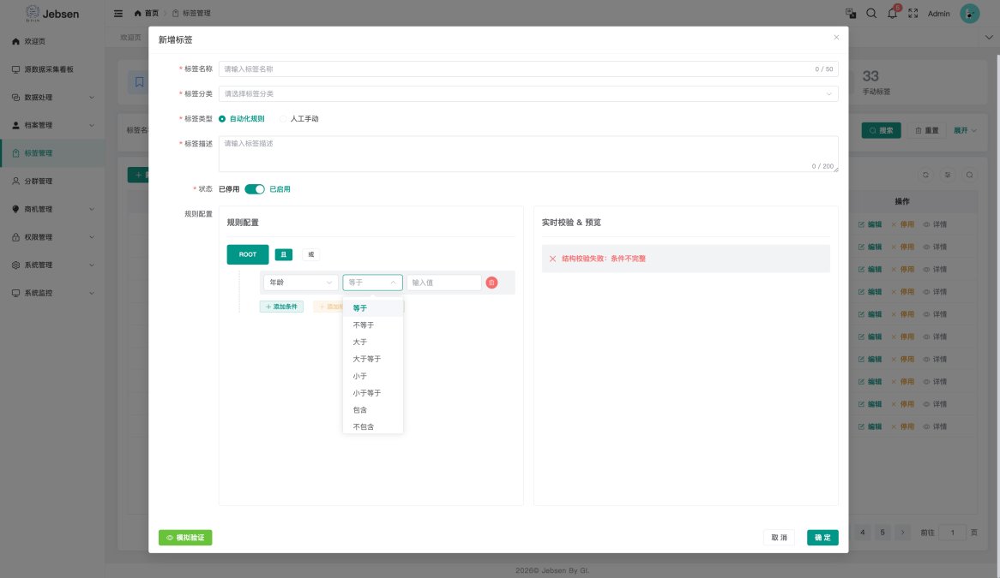 Jebsen
首页
标签管理
5
Admin
欢迎页
源数据采集看板
数据处理
档案管理
标签管理
分群管理
商机管理
权限管理
系统管理
系统监控
欢迎页
33
手动标签
标签名
搜索
重置
展开
操作
编辑 停用 详情
编辑 停用 详情
编辑 停用 详情
编辑 停用 详情
编辑 停用 详情
编辑 停用 详情
编辑 停用 详情
编辑 停用 详情
编辑 停用 详情
编辑 停用 详情
4 5 > 前往 1 页
新增标签
* 标签名称 请输入标签名称 0 / 50
* 标签分类 请选择标签分类
* 标签类型 自动化规则 人工手动
* 标签描述 请输入标签描述
0 / 200
* 状态 已停用 已启用
规则配置
规则配置
ROOT 且 或
年龄 等于 输入值
+ 添加条件 + 添加
等于
不等于
大于
大于等于
小于
小于等于
包含
不包含
实时校验 & 预览
结构校验失败：条件不完整
模拟验证
取消
确定
2026© Jebsen By GI.